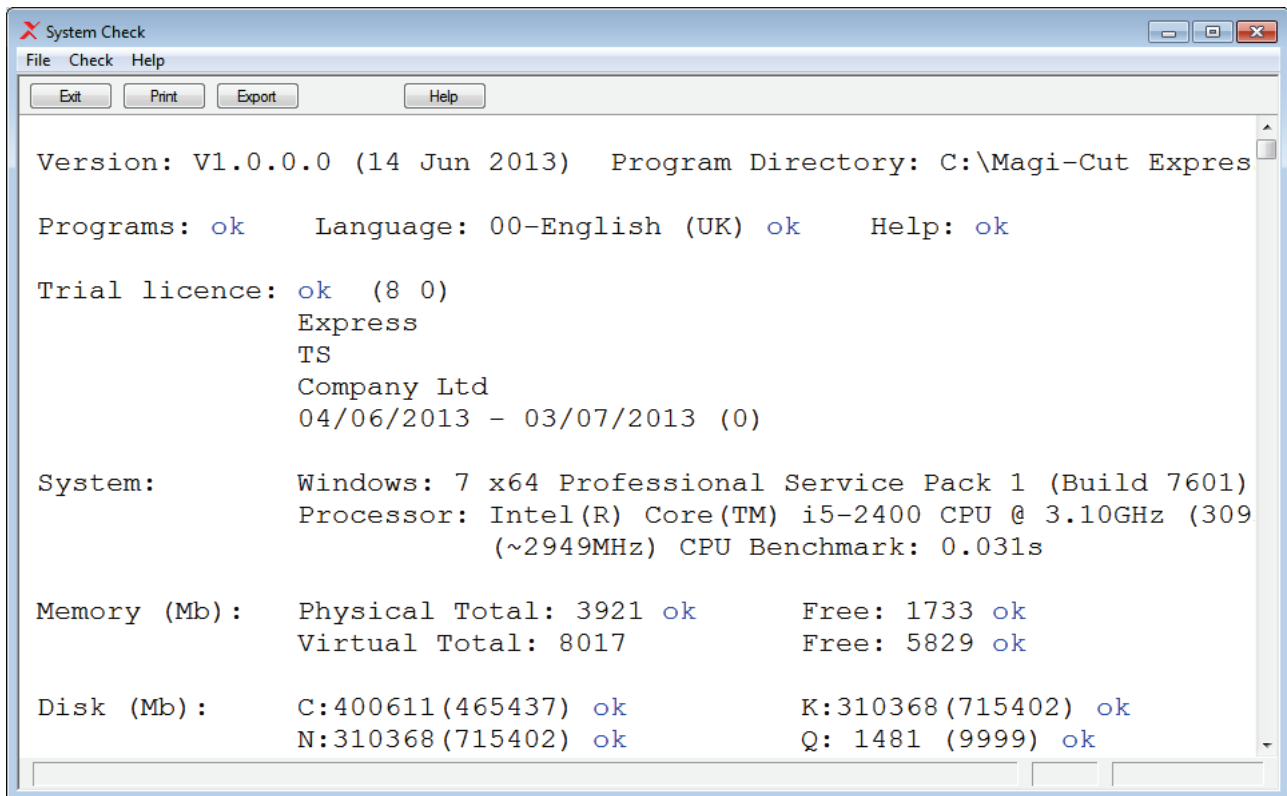 System Check
File Check Help
Exit Print Export Help
Version: V1.0.0.0 (14 Jun 2013) Program Directory: C:\Magi-Cut Expres
Programs: ok Language: 00-English (UK) ok Help: ok
Trial licence: ok (8 0)
Express
TS
Company Ltd
04/06/2013 - 03/07/2013 (0)
System: Windows: 7 x64 Professional Service Pack 1 (Build 7601)
Processor: Intel(R) Core(TM) i5-2400 CPU @ 3.10GHz (309
(~2949MHz) CPU Benchmark: 0.031s
Memory (Mb): Physical Total: 3921 ok Free: 1733 ok
Virtual Total: 8017 Free: 5829 ok
Disk (Mb): C:400611(465437) ok K:310368(715402) ok
N:310368(715402) ok Q: 1481 (9999) ok